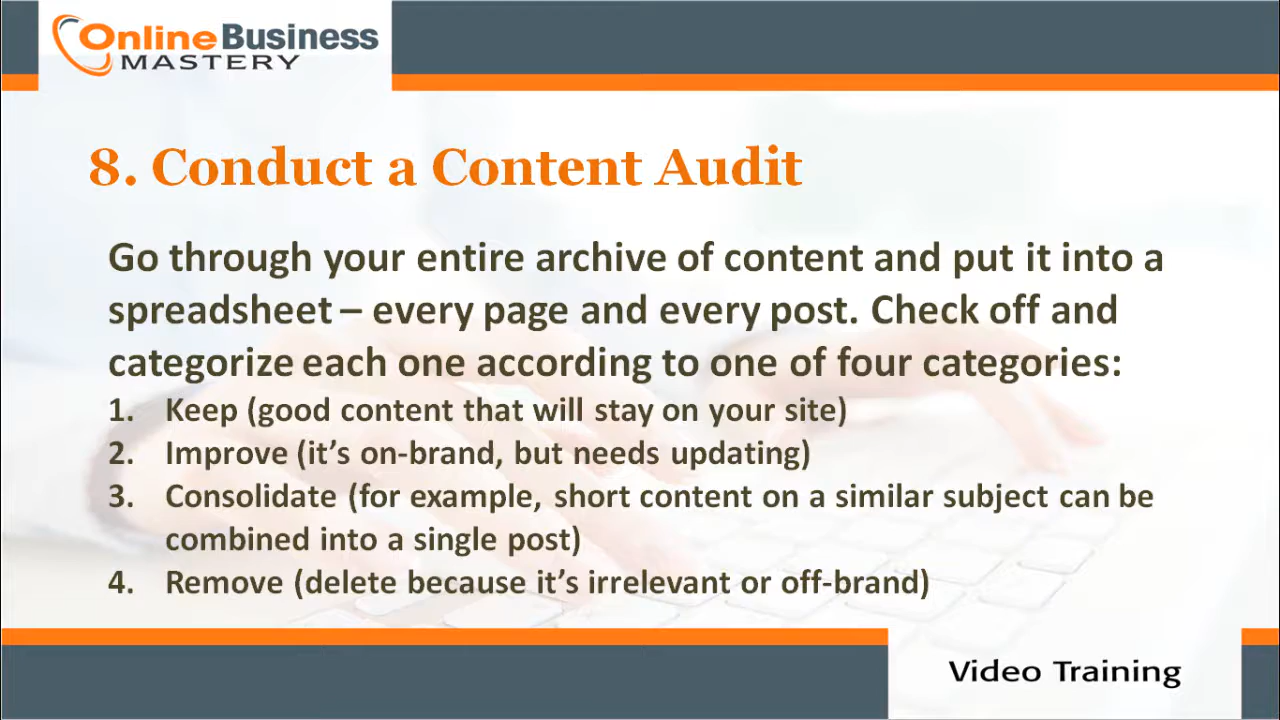 Online Business
MASTERY
8. Conduct a Content Audit
Go through your entire archive of content and put it into a
spreadsheet – every page and every post. Check off and
categorize each one according to one of four categories:
1. Keep (good content that will stay on your site)
2. Improve (it’s on-brand, but needs updating)
3. Consolidate (for example, short content on a similar subject can be
combined into a single post)
4. Remove (delete because it’s irrelevant or off-brand)
Video Training